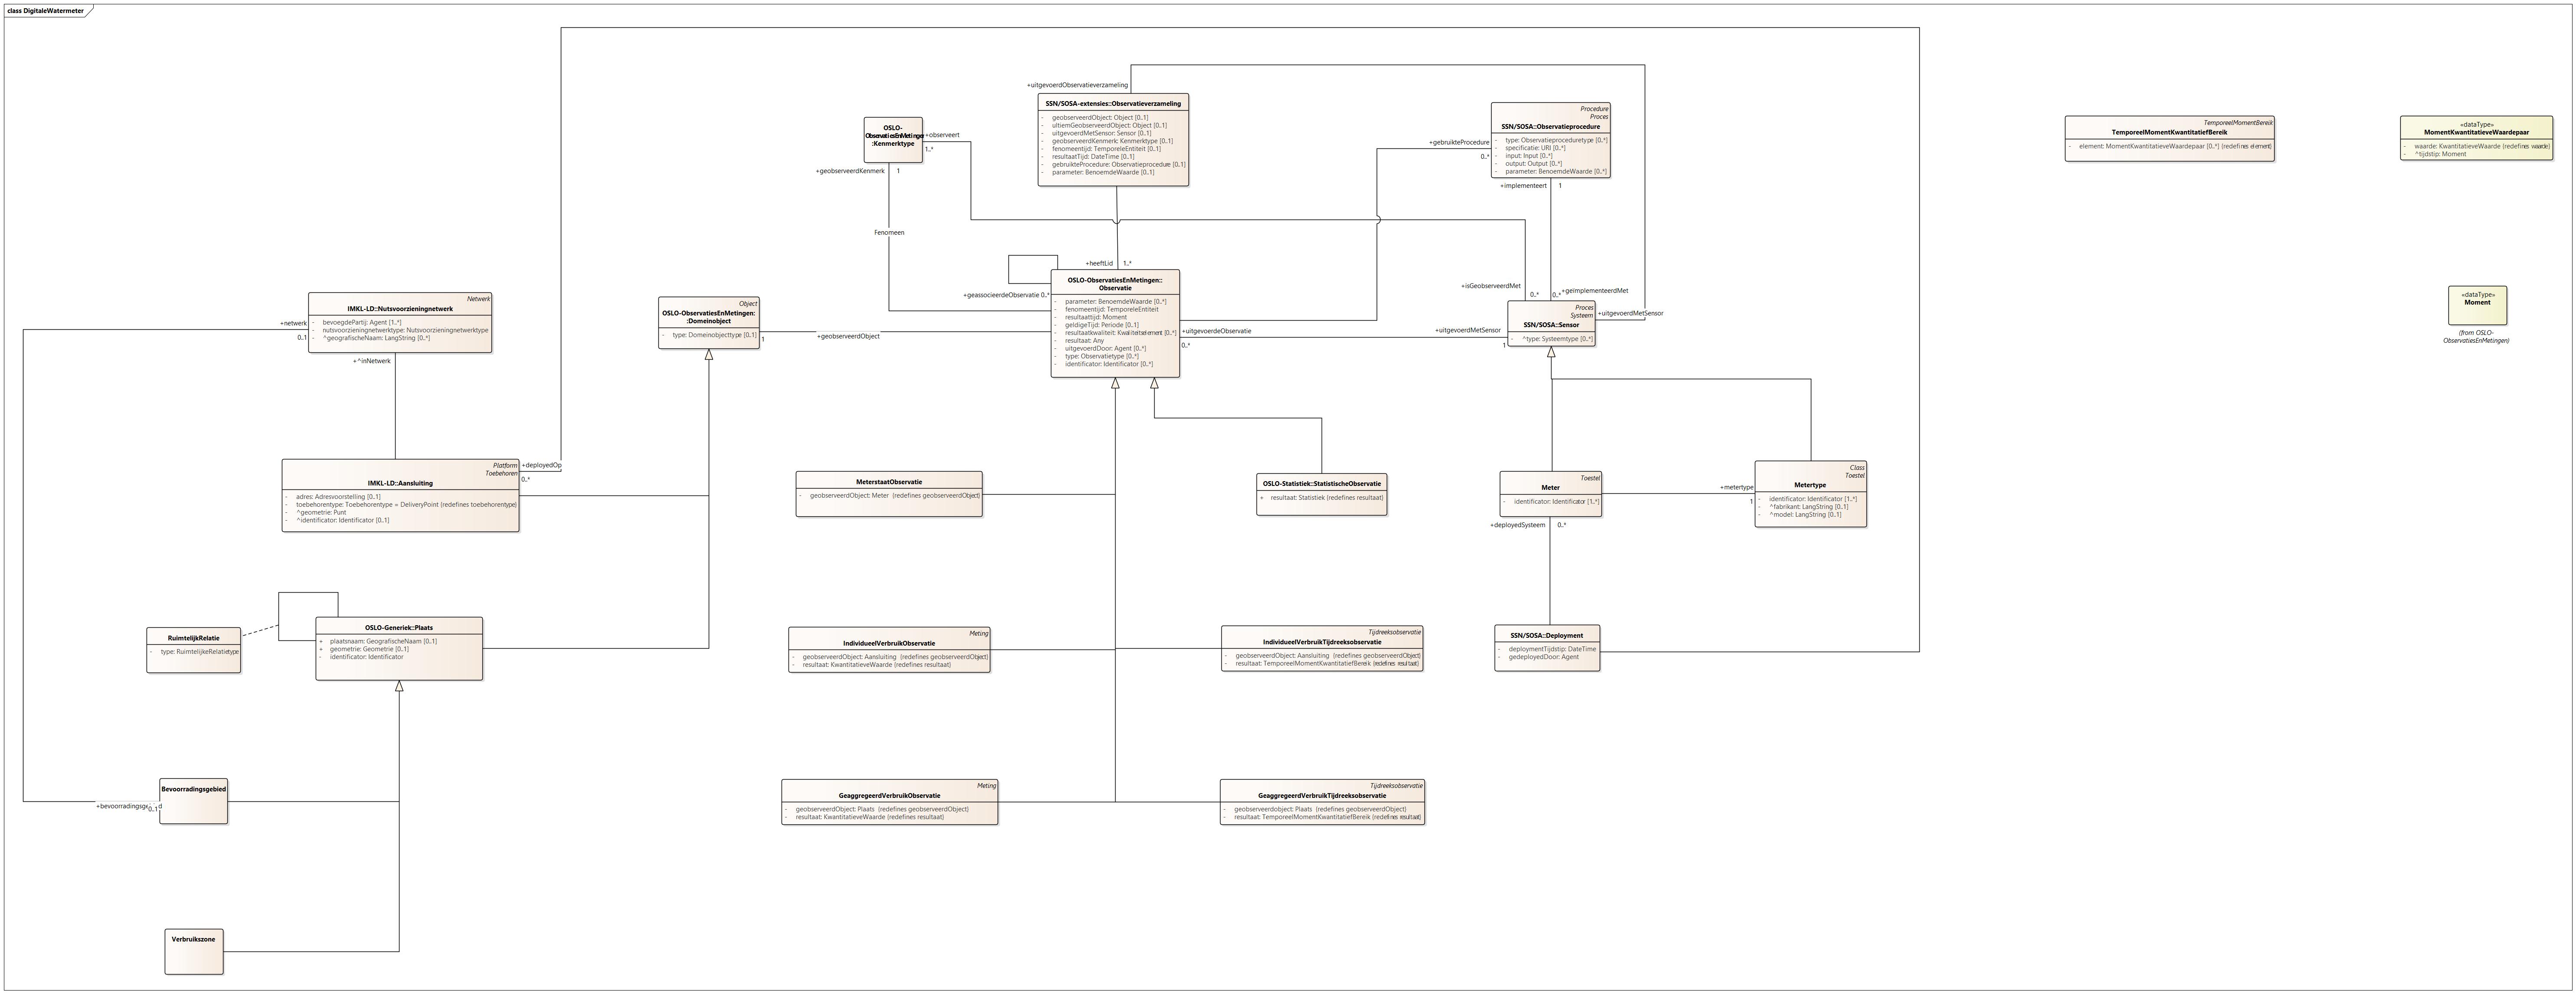 class DigitaleWatermeter
+uitgevoerdObservatieverzameling
SSN/SOSA-extensies::Observatieverzameling
- geobserveerdObject: Object [0..1]
- ultiemGeobserveerdObject: Object [0..1]
- uitgevoerdMetSensor: Sensor [0..1]
- geobserveerdKenmerk: Kenmerktype [0..1]
- fenomeentijd: TemporeleEntiteit [0..1]
- resultaatTijd: DateTime [0..1]
- gebruikteProcedure: Observatieprocedure [0..1]
- parameter: BenoemdeWaarde [0..1]
OSLO-
ObservatiesEnMetingen:
:Kenmerktype
+observeert
1..*
+geobserveerdKenmerk
1
Fenomeen
Procedure
Proces
SSN/SOSA::Observatieprocedure
- type: Observatieproceduretype [0..*]
- specificatie: URI [0..*]
- input: Input [0..*]
- output: Output [0..*]
- parameter: BenoemdeWaarde [0..*]
+gebruikteProcedure
0..*
+implementeert
1
TemporeelMomentBereik
TemporeelMomentKwantitatiefBereik
- element: MomentKwantitatieveWaardepaar [0..*] (redefines element)
«dataType»
MomentKwantitatieveWaardepaar
- waarde: KwantitatieveWaarde (redefines waarde)
- ^tijdstip: Moment
«dataType»
Moment
(from OSLO-
ObservatiesEnMetingen)
+heeftLid
1..*
+geassocieerdeObservatie 0..*
OSLO-ObservatiesEnMetingen::
Observatie
- parameter: BenoemdeWaarde [0..*]
- fenomeentijd: TemporeleEntiteit
- resultaattijd: Moment
- geldigeTijd: Periode [0..1]
- resultaatkwaliteit: Kwaliteitselement [0..*]
- resultaat: Any
- uitgevoerdDoor: Agent [0..*]
- type: Observatietype [0..*]
- identificator: Identificator [0..*]
+uitgevoerdeObservatie
0..*
+uitgevoerdMetSensor
1
+isGeobserveerdMet
0..*
0..*
+geïmplementeerdMet
Proces
Systeem
SSN/SOSA::Sensor
- ^type: Systeemtype [0..*]
+uitgevoerdMetSensor
Object
OSLO-ObservatiesEnMetingen:
:Domeinobject
- type: Domeinobjecttype [0..1]
1
+geobserveerdObject
Netwerk
IMKL-LD::Nutsvoorzieningnetwerk
- bevoegdePartij: Agent [1..*]
- nutsvoorzieningnetwerktype: Nutsvoorzieningnetwerktype
- ^geografischeNaam: LangString [0..*]
+netwerk
0..1
+^inNetwerk
Platform
Toebehoren
IMKL-LD::Aansluiting
- adres: Adresvoorstelling [0..1]
- toebehorentype: Toebehorentype = DeliveryPoint (redefines toebehorentype)
- ^geometrie: Punt
- ^identificator: Identificator [0..1]
+deployedOp
0..*
MeterstaatObservatie
- geobserveerdObject: Meter (redefines geobserveerdObject)
OSLO-Statistiek::StatistischeObservatie
+ resultaat: Statistiek (redefines resultaat)
Toestel
Meter
- identificator: Identificator [1..*]
+metertype
1
Class
Toestel
Metertype
- identificator: Identificator [1..*]
- ^fabrikant: LangString [0..1]
- ^model: LangString [0..1]
+deployedSysteem
0..*
RuimtelijkRelatie
- type: RuimtelijkeRelatietype
OSLO-Generiek::Plaats
+ plaatsnaam: GeografischeNaam [0..1]
+ geometrie: Geometrie [0..1]
- identificator: Identificator
Meting
IndividueelVerbruikObservatie
- geobserveerdObject: Aansluiting (redefines geobserveerdObject)
- resultaat: KwantitatieveWaarde (redefines resultaat)
Tijdreeksobservatie
IndividueelVerbruikTijdreeksobservatie
- geobserveerdObject: Aansluiting (redefines geobserveerdObject)
- resultaat: TemporeelMomentKwantitatiefBereik (redefines resultaat)
SSN/SOSA::Deployment
- deploymentTijdstip: DateTime
- gedeployedDoor: Agent
Bevoorradingsgebied
0..1
Meting
GeaggregeerdVerbruikObservatie
- geobserveerdObject: Plaats (redefines geobserveerdObject)
- resultaat: KwantitatieveWaarde (redefines resultaat)
Tijdreeksobservatie
GeaggregeerdVerbruikTijdreeksobservatie
- geobserveerdobject: Plaats (redefines geobserveerdObject)
- resultaat: TemporeelMomentKwantitatiefBereik (redefines resultaat)
Verbruikszone